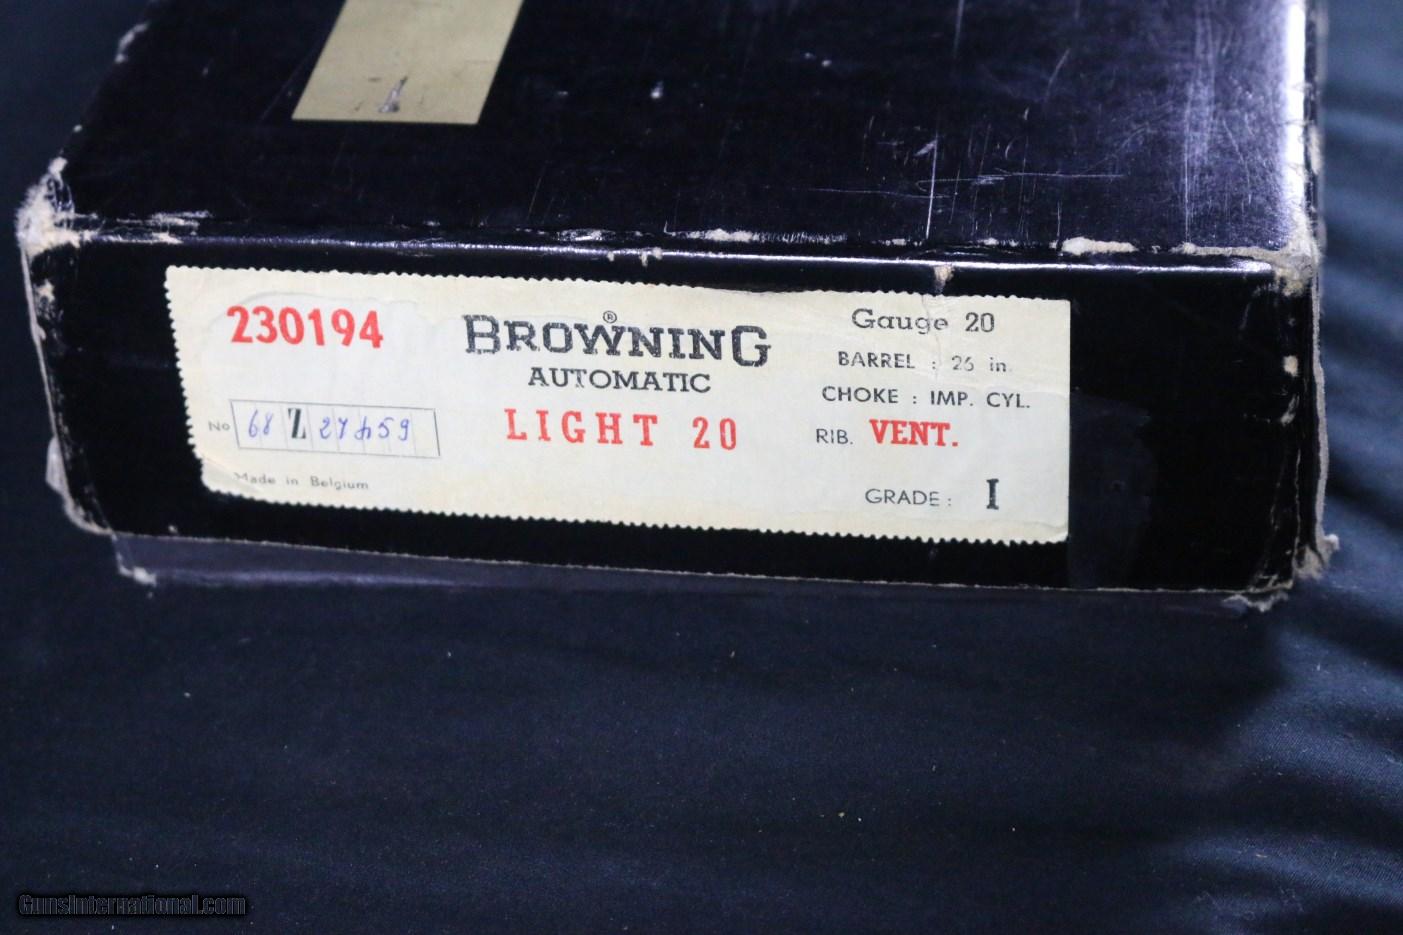 230194
BROWNING®
AUTOMATIC
LIGHT 20
No 68 Z 27459
Made in Belgium
Gauge 20
BARREL : 26 in.
CHOKE : IMP. CYL.
RIB. VENT.
GRADE : I
GunsInternational.com